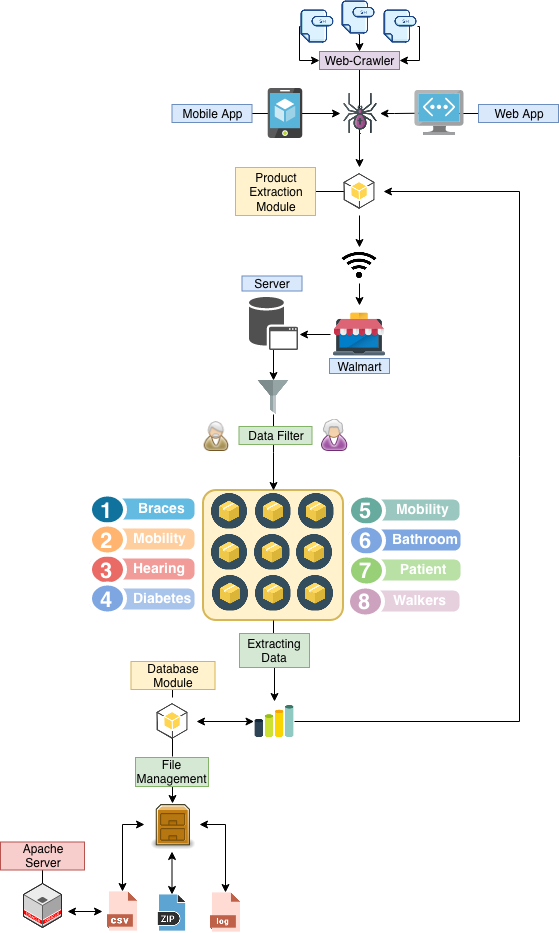 Web-Crawler
Mobile App
Web App
Product
Extraction
Module
Server
Walmart
Data Filter
1 Braces
2 Mobility
3 Hearing
4 Diabetes
5 Mobility
6 Bathroom
7 Patient
8 Walkers
Extracting
Data
Database
Module
File
Management
Apache
Server
CSV
ZIP
log